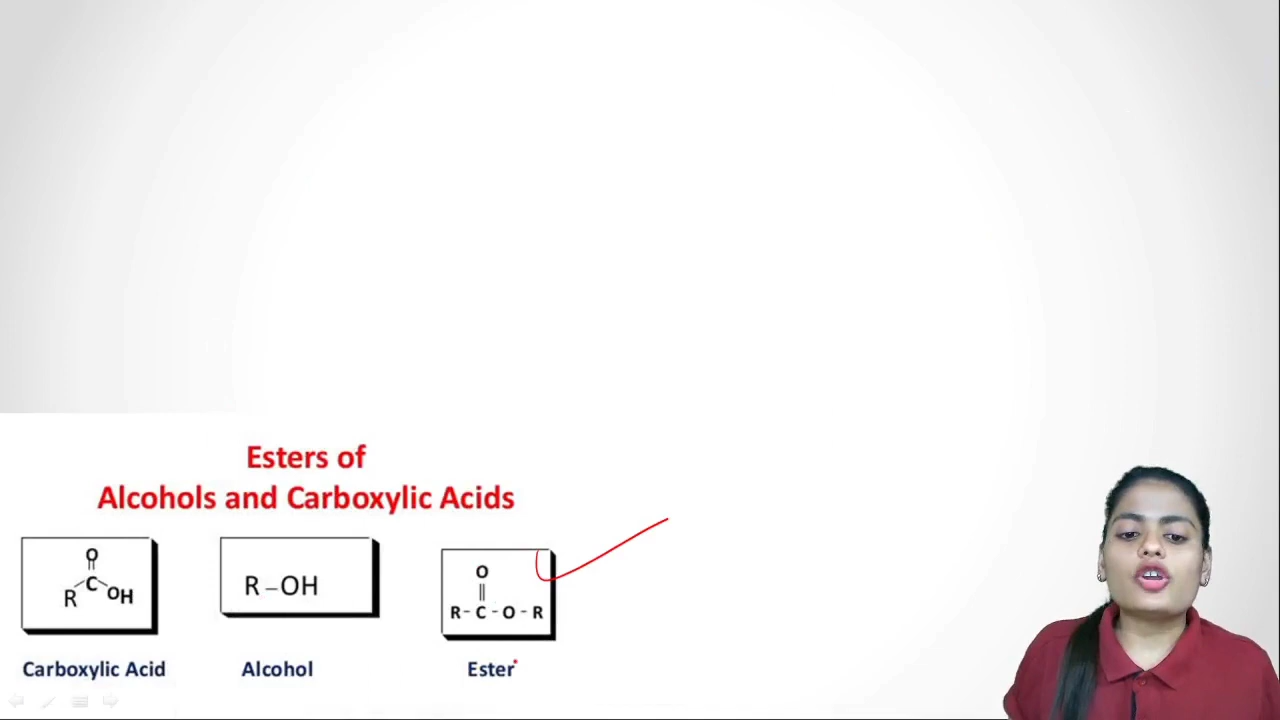 Esters of
Alcohols and Carboxylic Acids
O
R C OH
R – OH
O
R - C - O - R
Carboxylic Acid
Alcohol
Ester